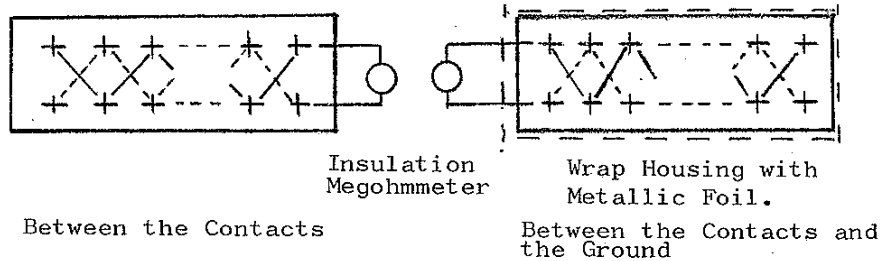 Insulation
Megohmmeter
Wrap Housing with
Metallic Foil.
Between the Contacts
Between the Contacts and
the Ground